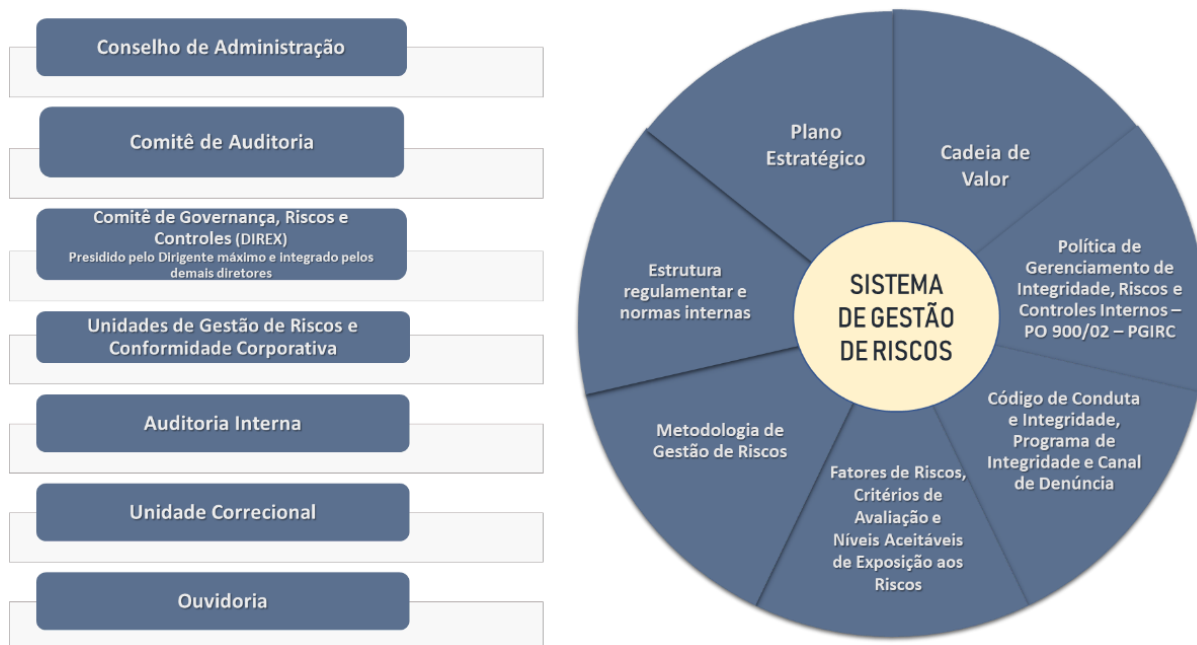 Conselho de Administração
Comitê de Auditoria
Comitê de Governança, Riscos e
Controles (DIREX)
Presidido pelo Dirigente máximo e integrado pelos
demais diretores
Unidades de Gestão de Riscos e
Conformidade Corporativa
Auditoria Interna
Unidade Correcional
Ouvidoria
Plano
Estratégico
Cadeia de
Valor
Política de
Gerenciamento de
Integridade, Riscos e
Controles Internos –
PO 900/02 – PGIRC
Código de Conduta
e Integridade,
Programa de
Integridade e Canal
de Denúncia
Fatores de Riscos,
Critérios de
Avaliação e
Níveis Aceitáveis
de Exposição aos
Riscos
Metodologia de
Gestão de Riscos
Estrutura
regulamentar e
normas internas
SISTEMA
DE GESTÃO
DE RISCOS